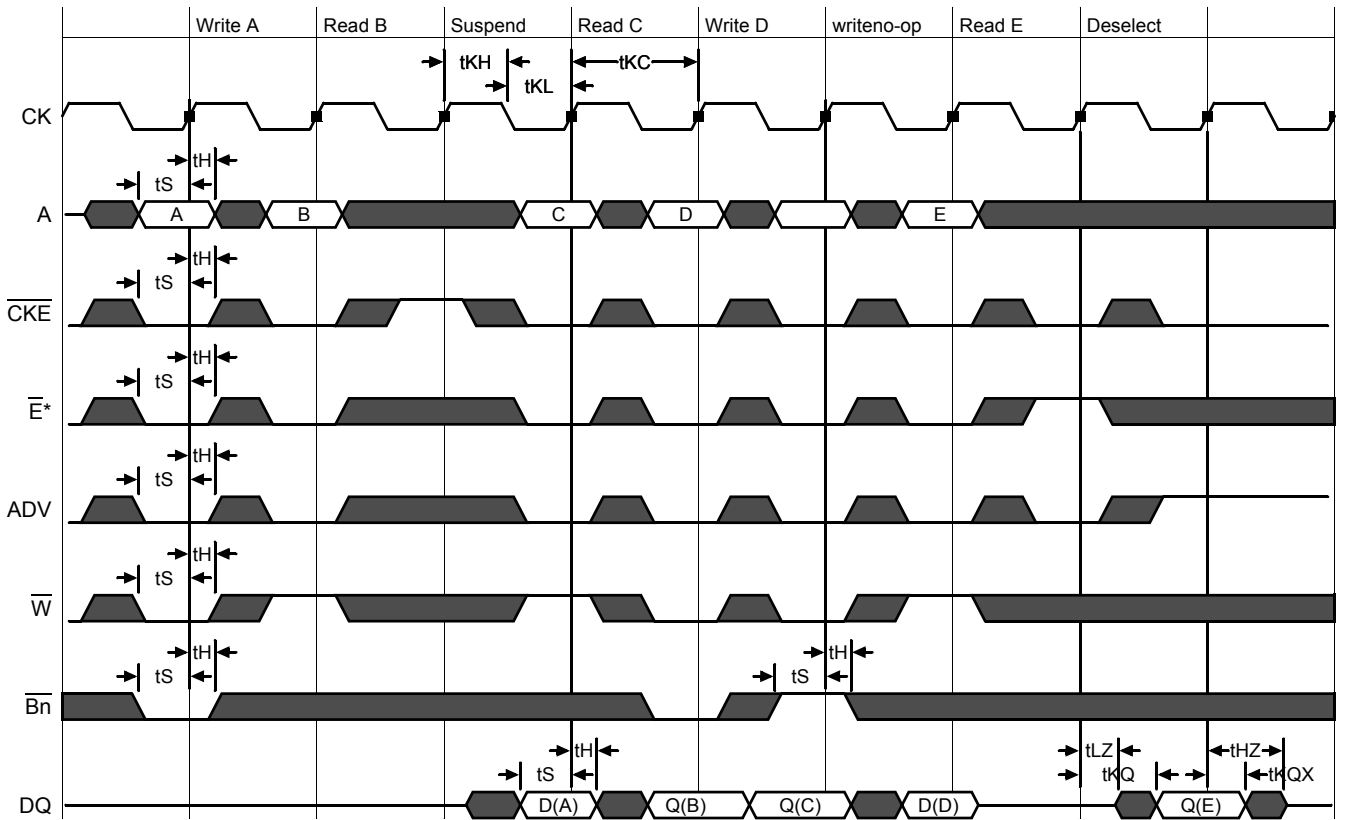 Write A Read B Suspend Read C Write D writeno-op Read E Deselect
tKH tKC
tKL
CK
tH
tS
A A B C D E
tH
tS
CKE
tH
tS
E*
tH
tS
ADV
tH
tS
W
tH tH
tS tS
Bn
tH tLZ tHZ
tS tKQ tKQX
DQ D(A) Q(B) Q(C) D(D) Q(E)